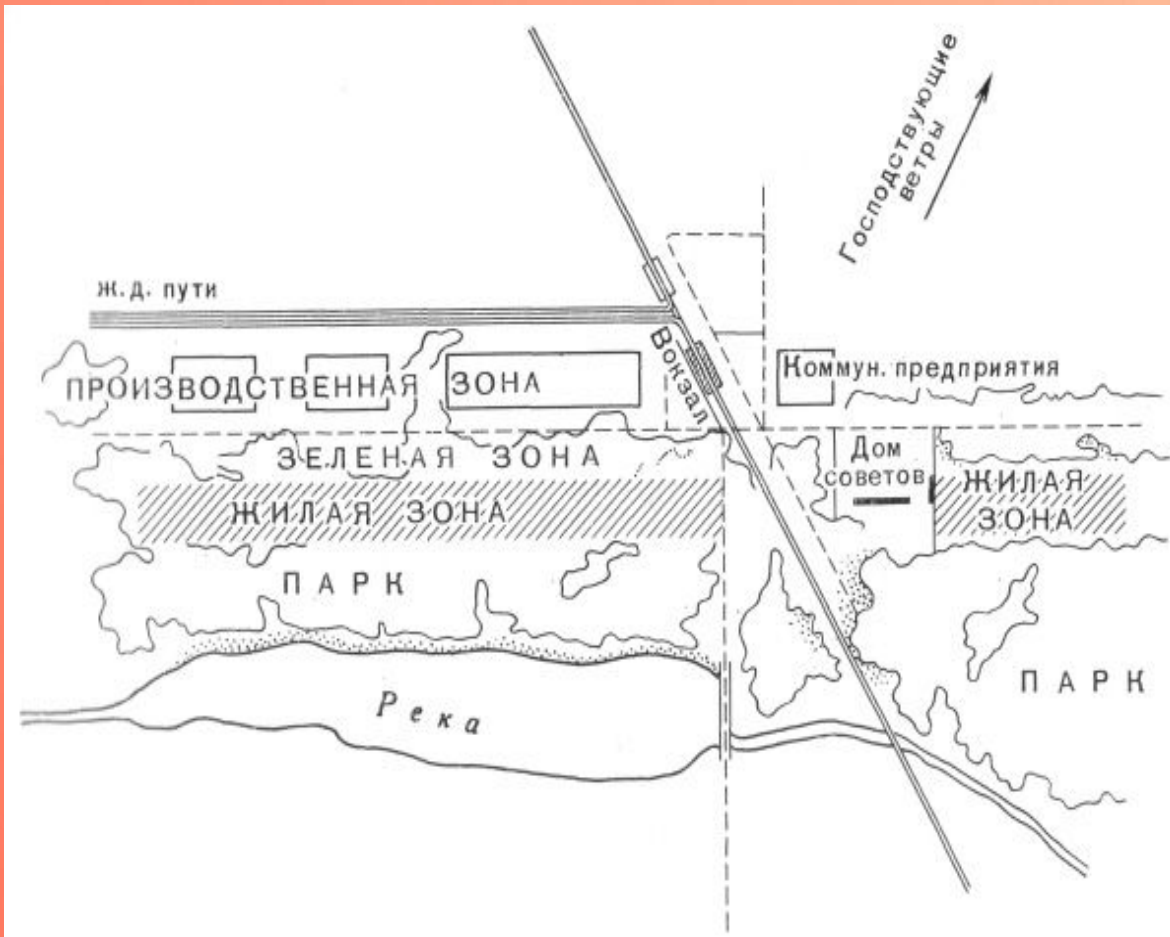 Господствующие
ветры
ж.д. пути
Вокзал
ПРОИЗВОДСТВЕННАЯ ЗОНА
Коммун. предприятия
ЗЕЛЕНАЯ ЗОНА
Дом
советов
ЖИЛАЯ ЗОНА
ЖИЛАЯ
ЗОНА
ПАРК
ПАРК
Река